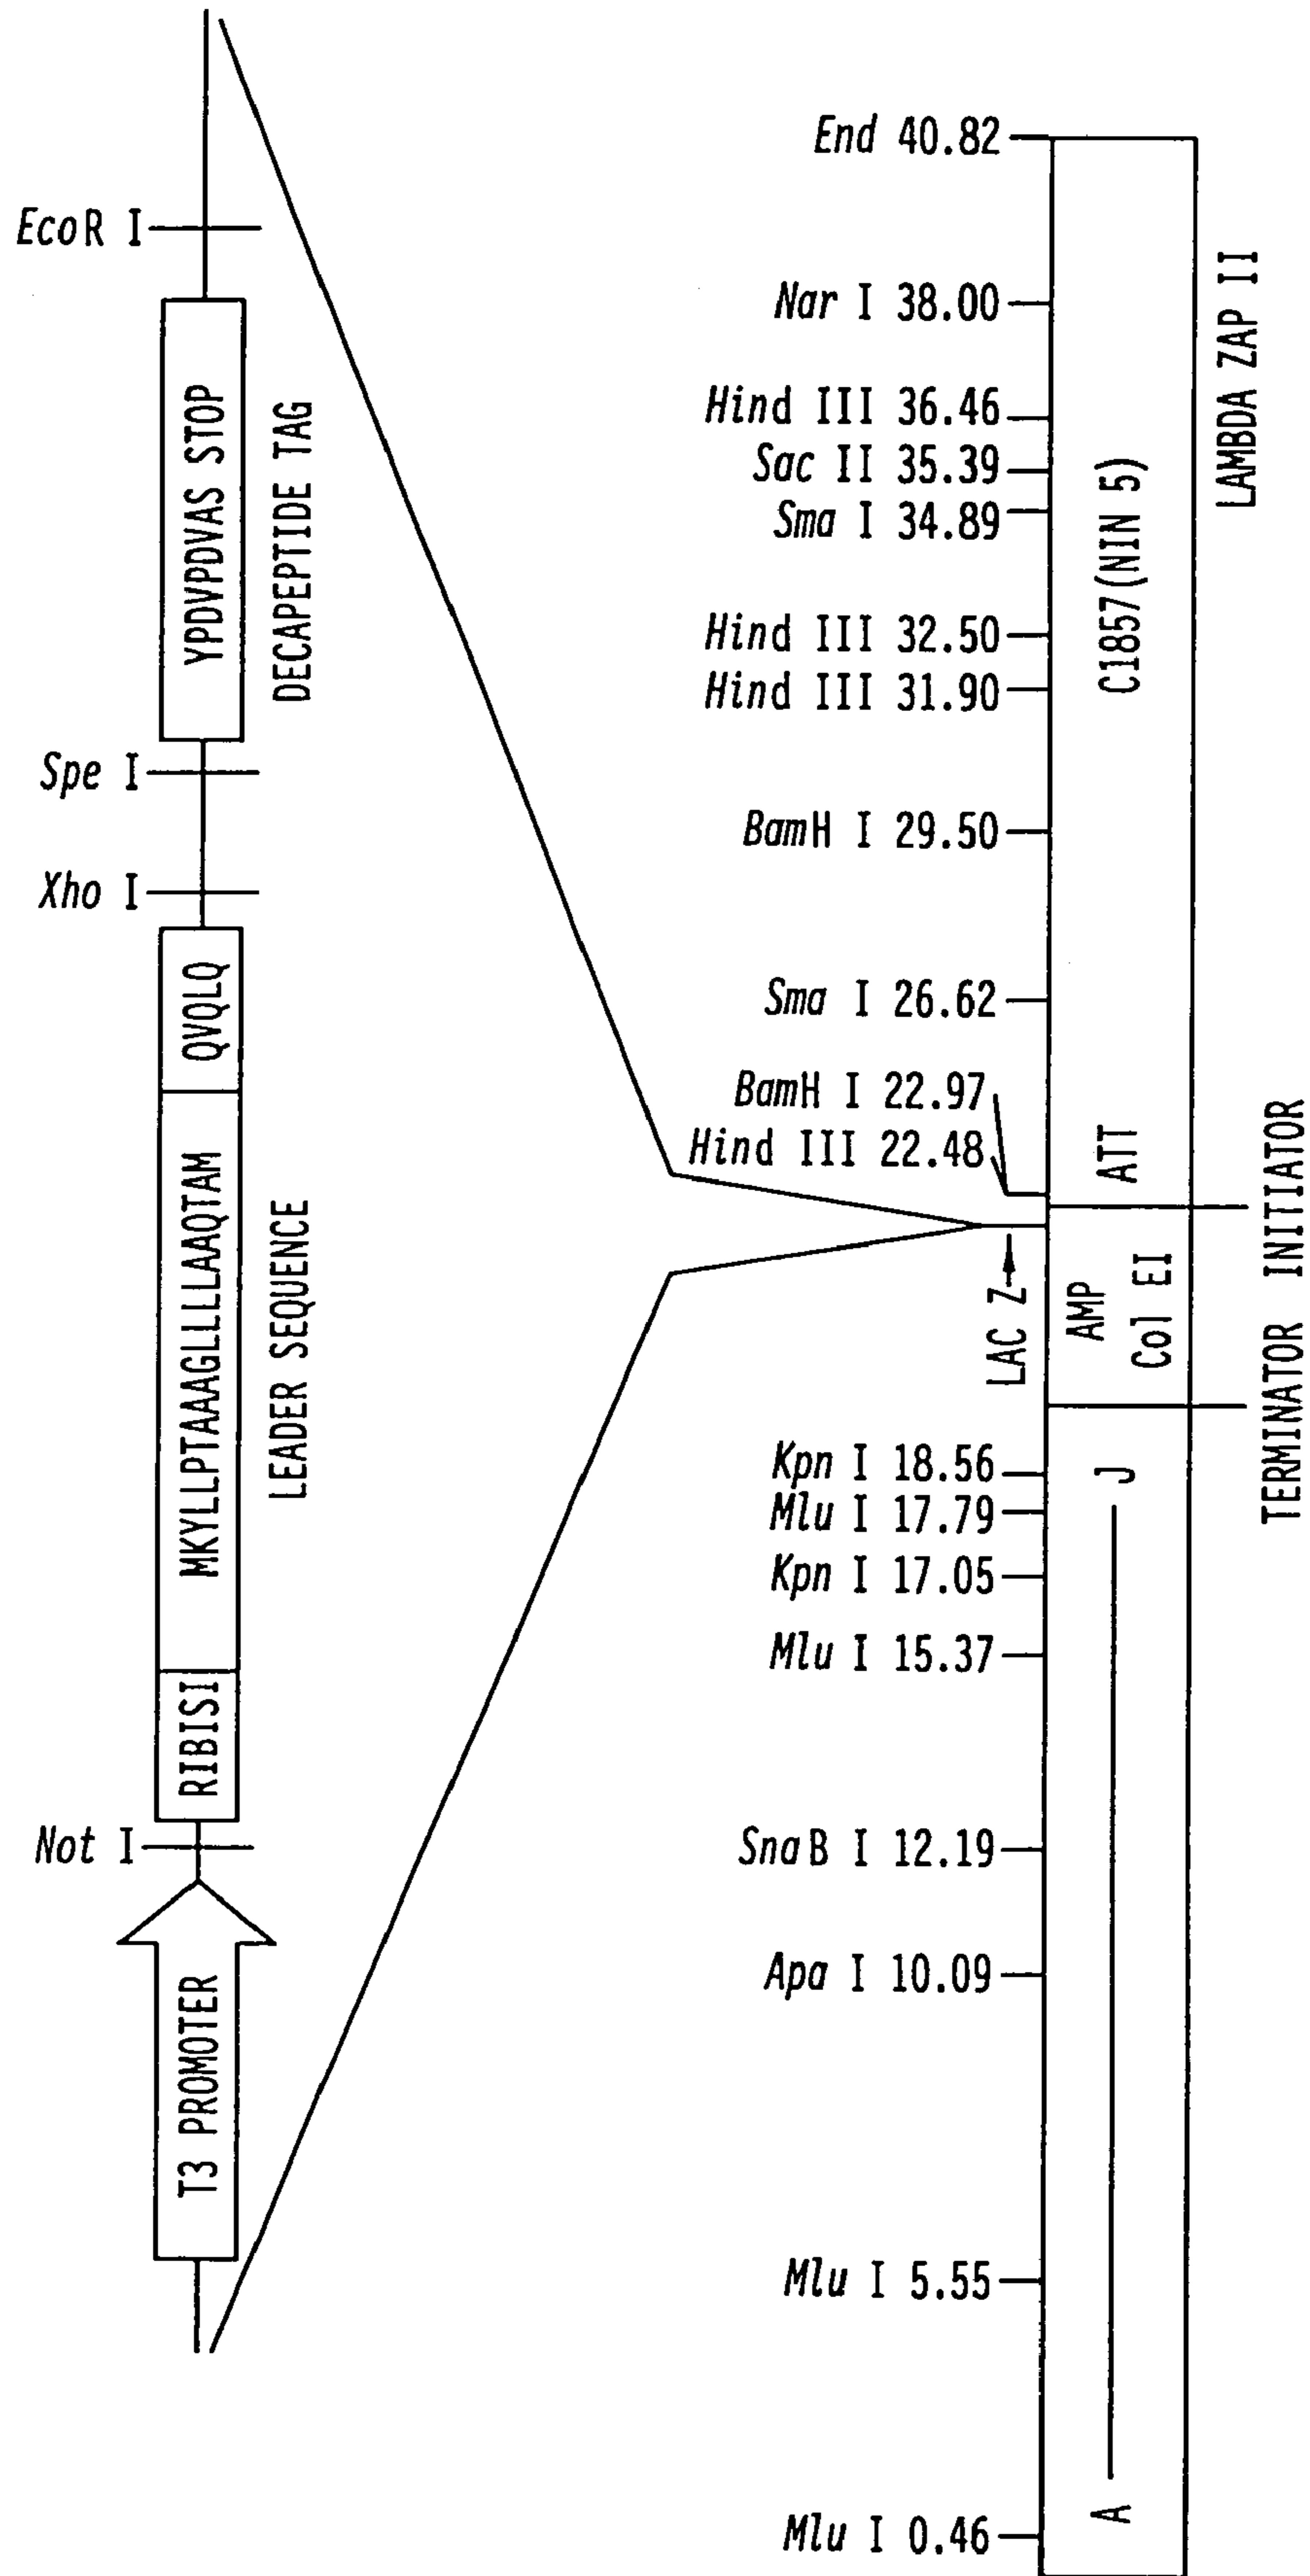 EcoR I
YPDVPDVAS STOP
DECAPEPTIDE TAG
Spe I
Xho I
QVQLQ
MKYLLPTAAAGLLLLAAQTAM
LEADER SEQUENCE
RIBISI
Not I
T3 PROMOTER
End 40.82
Nar I 38.00
Hind III 36.46
Sac II 35.39
Sma I 34.89
Hind III 32.50
Hind III 31.90
BamH I 29.50
Sma I 26.62
BamH I 22.97
Hind III 22.48
LAC Z
Kpn I 18.56
Mlu I 17.79
Kpn I 17.05
Mlu I 15.37
SnaB I 12.19
Apa I 10.09
Mlu I 5.55
Mlu I 0.46
C1857(NIN 5)
ATT
AMP
Col EI
J
A
LAMBDA ZAP II
INITIATOR
TERMINATOR